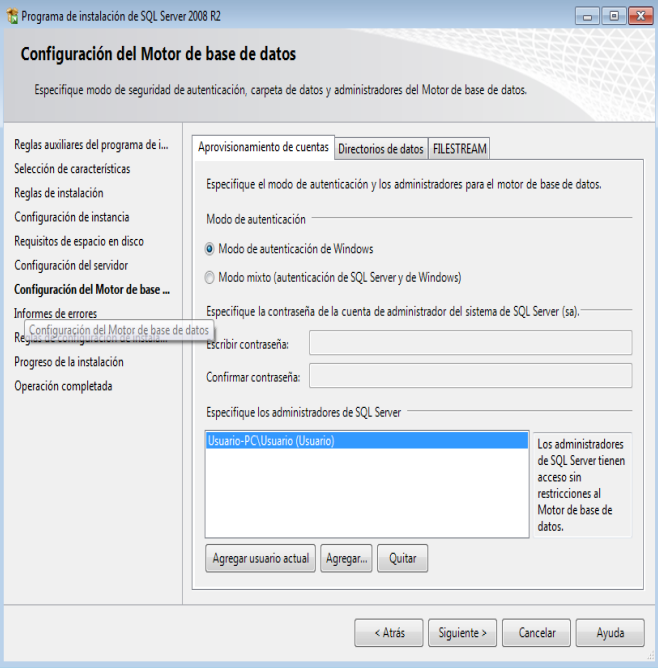 Programa de instalación de SQL Server 2008 R2
Configuración del Motor de base de datos
Especifique modo de seguridad de autenticación, carpeta de datos y administradores del Motor de base de datos.
Reglas auxiliares del programa de i...
Selección de características
Reglas de instalación
Configuración de instancia
Requisitos de espacio en disco
Configuración del servidor
Configuración del Motor de base ...
Informes de errores
Configuración del Motor de base de datos
Reglas de configuración de instala...
Progreso de la instalación
Operación completada
Aprovisionamiento de cuentas
Directorios de datos
FILESTREAM
Especifique el modo de autenticación y los administradores para el motor de base de datos.
Modo de autenticación
Modo de autenticación de Windows
Modo mixto (autenticación de SQL Server y de Windows)
Especifique la contraseña de la cuenta de administrador del sistema de SQL Server (sa).
Escribir contraseña:
Confirmar contraseña:
Especifique los administradores de SQL Server
Usuario-PC\Usuario (Usuario)
Los administradores
de SQL Server tienen
acceso sin
restricciones al
Motor de base de
datos.
Agregar usuario actual
Agregar...
Quitar
< Atrás
Siguiente >
Cancelar
Ayuda